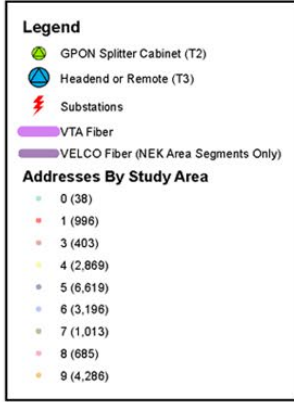 Legend
GPON Splitter Cabinet (T2)
Headend or Remote (T3)
Substations
VTA Fiber
VELCO Fiber (NEK Area Segments Only)
Addresses By Study Area
0 (38)
1 (996)
3 (403)
4 (2,869)
5 (6,619)
6 (3,196)
7 (1,013)
8 (685)
9 (4,286)